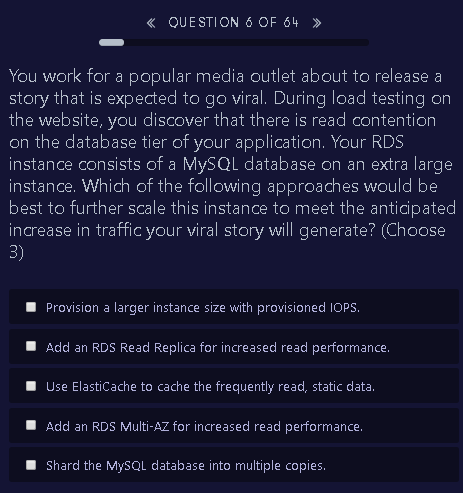 « QUESTION 6 OF 64 »
You work for a popular media outlet about to release a
story that is expected to go viral. During load testing on
the website, you discover that there is read contention
on the database tier of your application. Your RDS
instance consists of a MySQL database on an extra large
instance. Which of the following approaches would be
best to further scale this instance to meet the anticipated
increase in traffic your viral story will generate? (Choose
3)
Provision a larger instance size with provisioned IOPS.
Add an RDS Read Replica for increased read performance.
Use ElastiCache to cache the frequently read, static data.
Add an RDS Multi-AZ for increased read performance.
Shard the MySQL database into multiple copies.